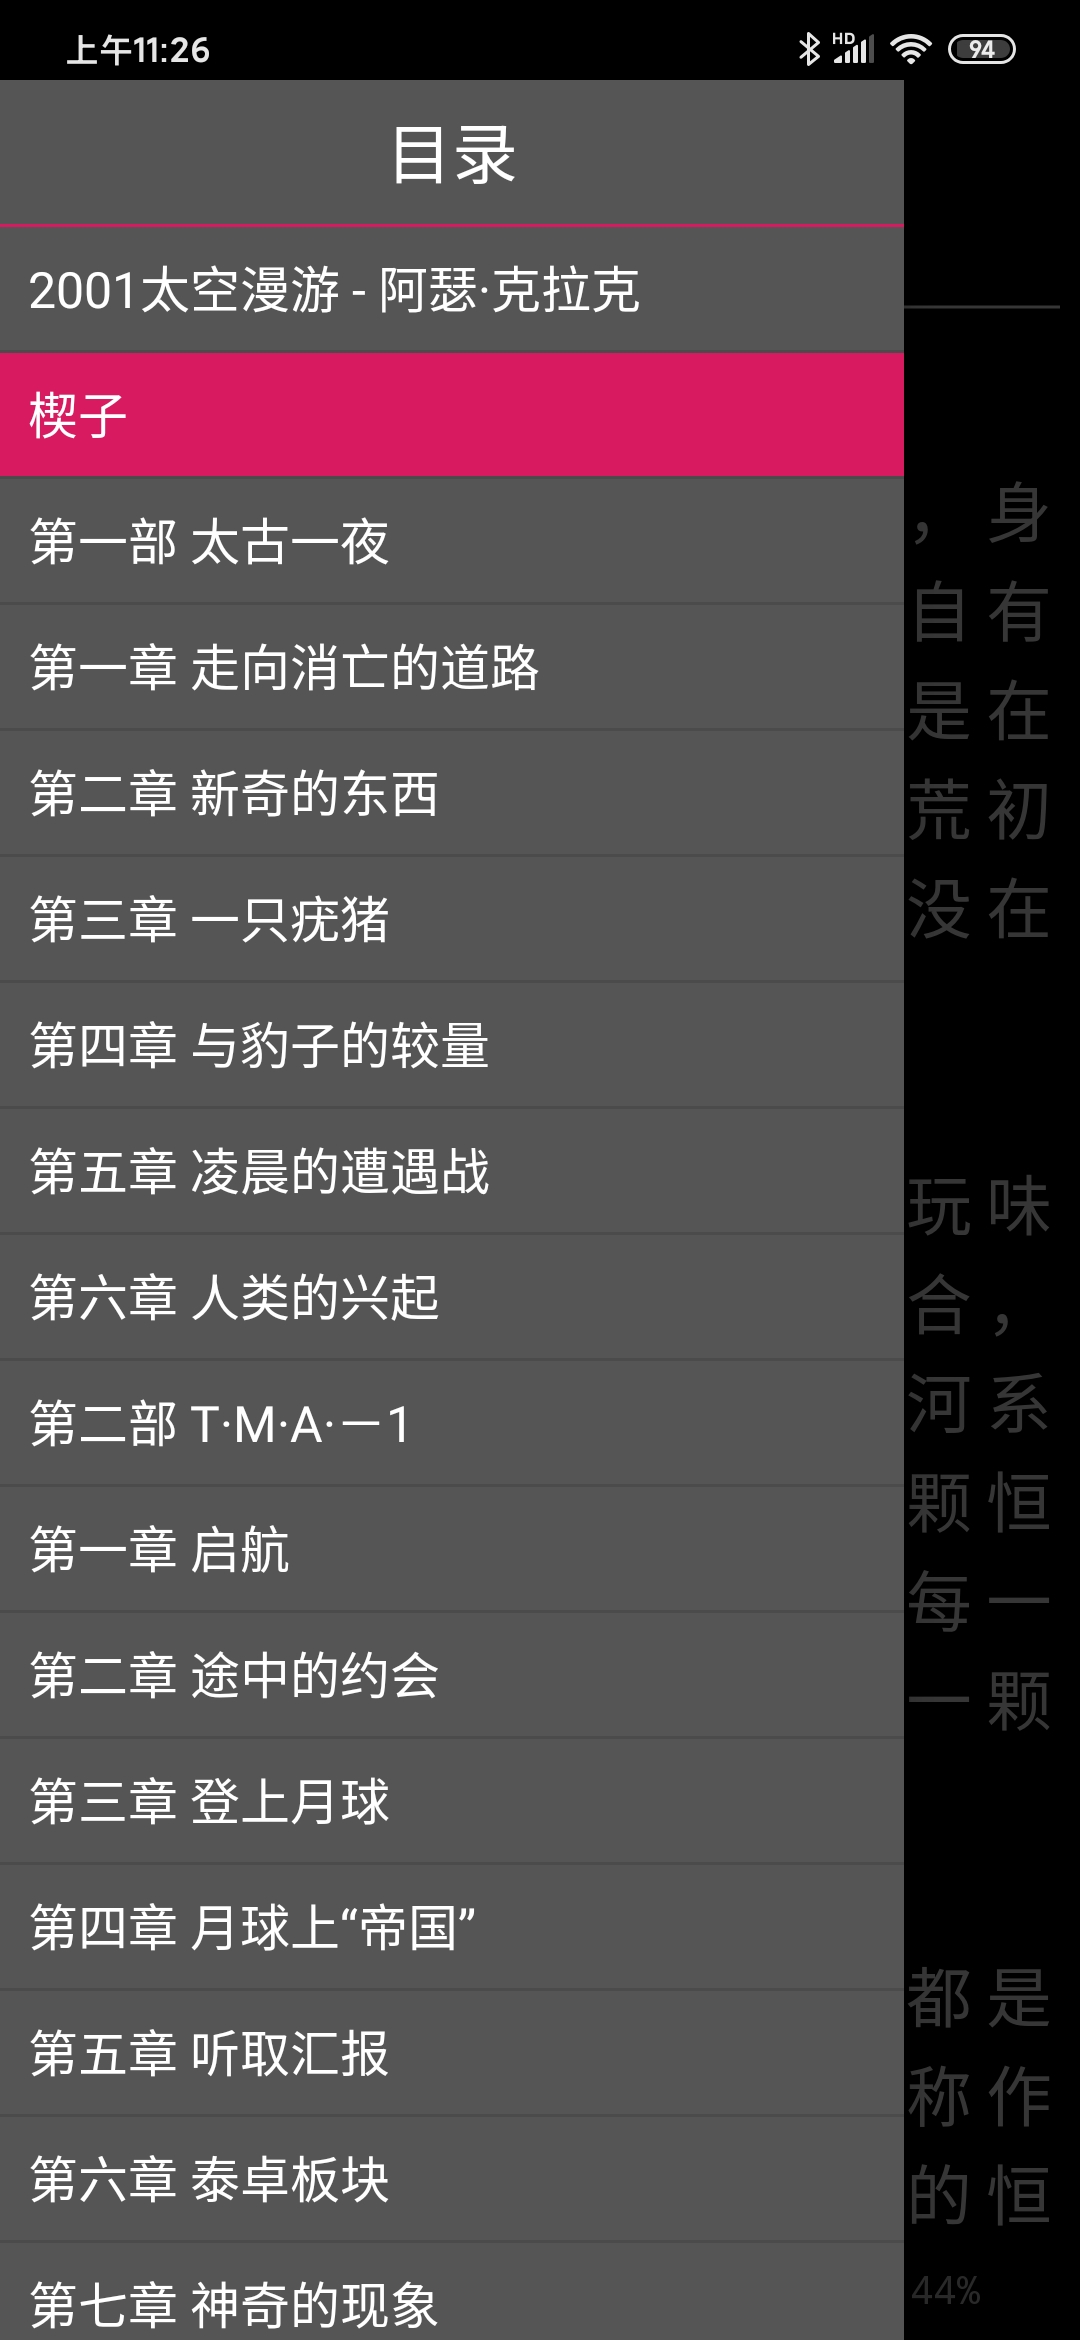 上午11:26
HD
94
目录
2001太空漫游 - 阿瑟·克拉克
楔子
第一部 太古一夜
第一章 走向消亡的道路
第二章 新奇的东西
第三章 一只疣猪
第四章 与豹子的较量
第五章 凌晨的遭遇战
第六章 人类的兴起
第二部 T·M·A·－1
第一章 启航
第二章 途中的约会
第三章 登上月球
第四章 月球上“帝国”
第五章 听取汇报
第六章 泰卓板块
第七章 神奇的现象
，身
自有
是在
荒初
没在
玩味
合，
河系
颗恒
每一
一颗
都是
称作
的恒
44%